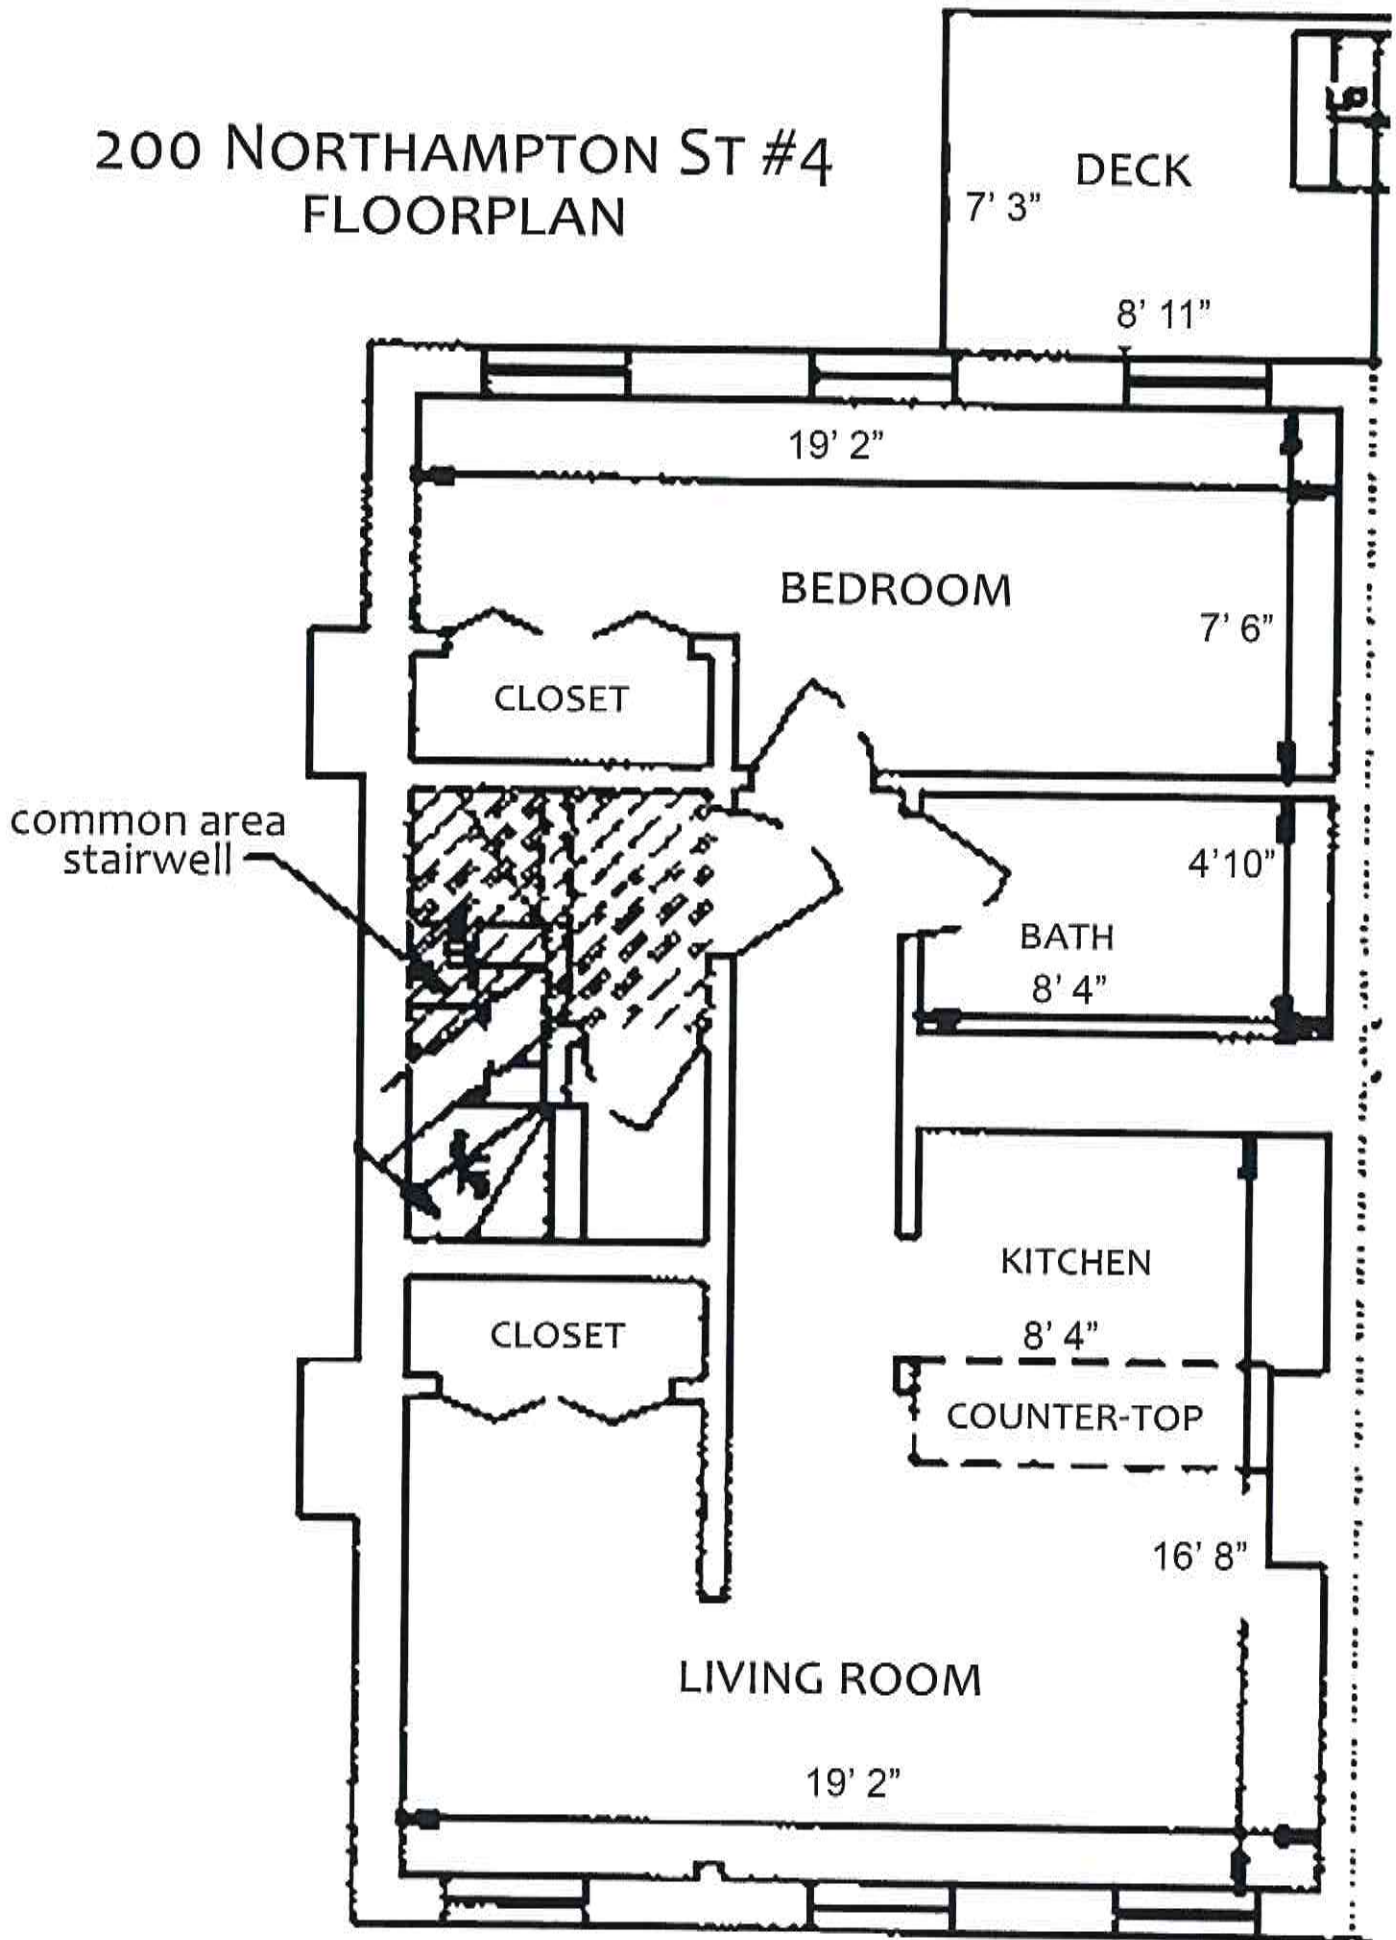 200 NORTHAMPTON ST #4
FLOORPLAN
DECK
7' 3"
8' 11"
19' 2"
BEDROOM
7' 6"
CLOSET
common area
stairwell
4'10"
BATH
8' 4"
KITCHEN
8' 4"
CLOSET
COUNTER-TOP
16' 8"
LIVING ROOM
19' 2"